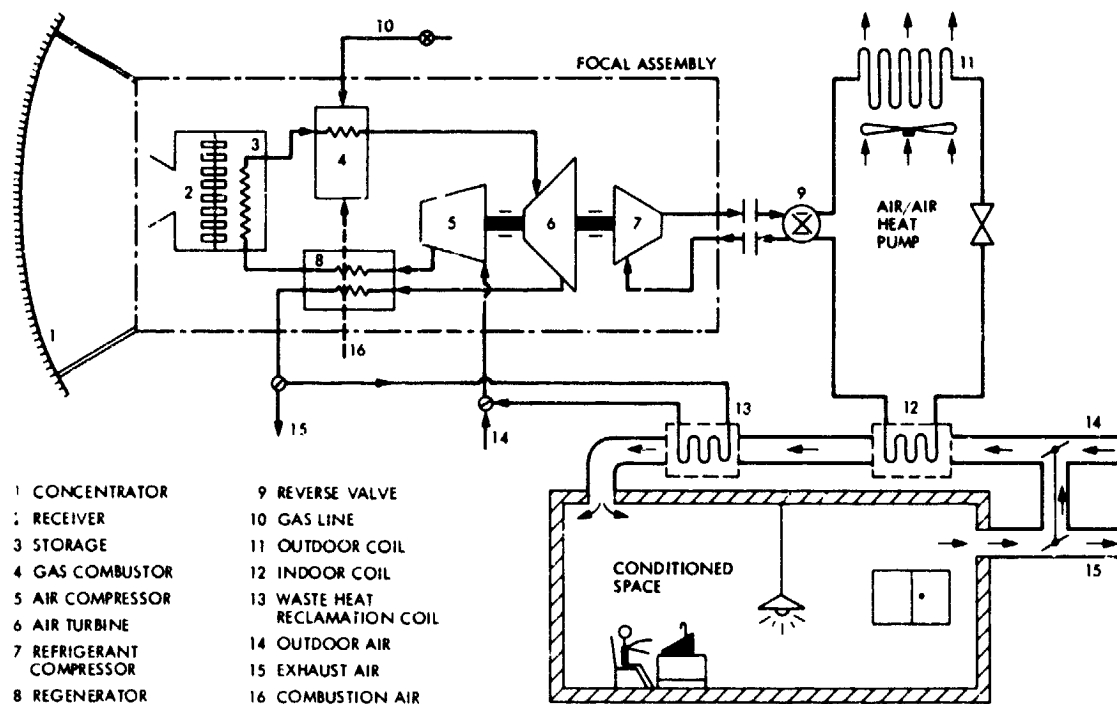 10
FOCAL ASSEMBLY
11
3
4
2
9
5
6
7
AIR/AIR
HEAT
PUMP
8
1
16
13
12
14
15
14
15
CONDITIONED
SPACE
1 CONCENTRATOR
2 RECEIVER
3 STORAGE
4 GAS COMBUSTOR
5 AIR COMPRESSOR
6 AIR TURBINE
7 REFRIGERANT
COMPRESSOR
8 REGENERATOR
9 REVERSE VALVE
10 GAS LINE
11 OUTDOOR COIL
12 INDOOR COIL
13 WASTE HEAT
RECLAMATION COIL
14 OUTDOOR AIR
15 EXHAUST AIR
16 COMBUSTION AIR